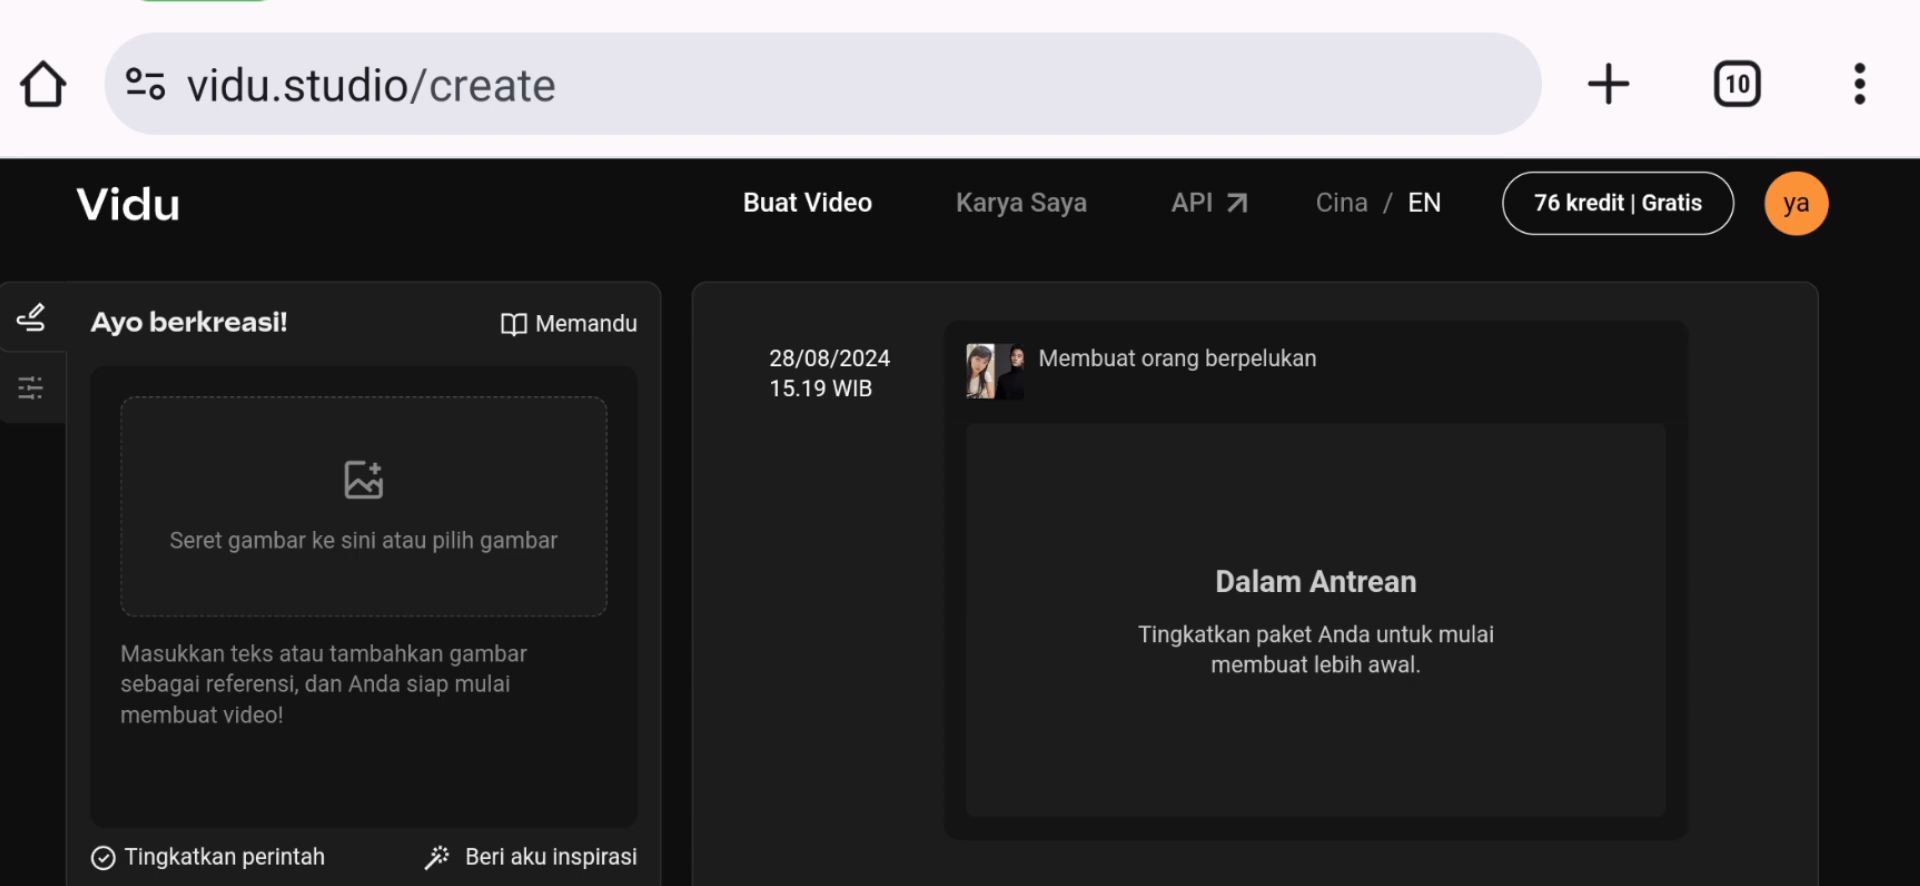 vidu.studio/create
10
Vidu
Buat Video
Karya Saya
API
Cina / EN
76 kredit | Gratis
ya
Ayo berkreasi!
Memandu
Seret gambar ke sini atau pilih gambar
Masukkan teks atau tambahkan gambar
sebagai referensi, dan Anda siap mulai
membuat video!
Tingkatkan perintah
Beri aku inspirasi
28/08/2024
15.19 WIB
Membuat orang berpelukan
Dalam Antrean
Tingkatkan paket Anda untuk mulai
membuat lebih awal.